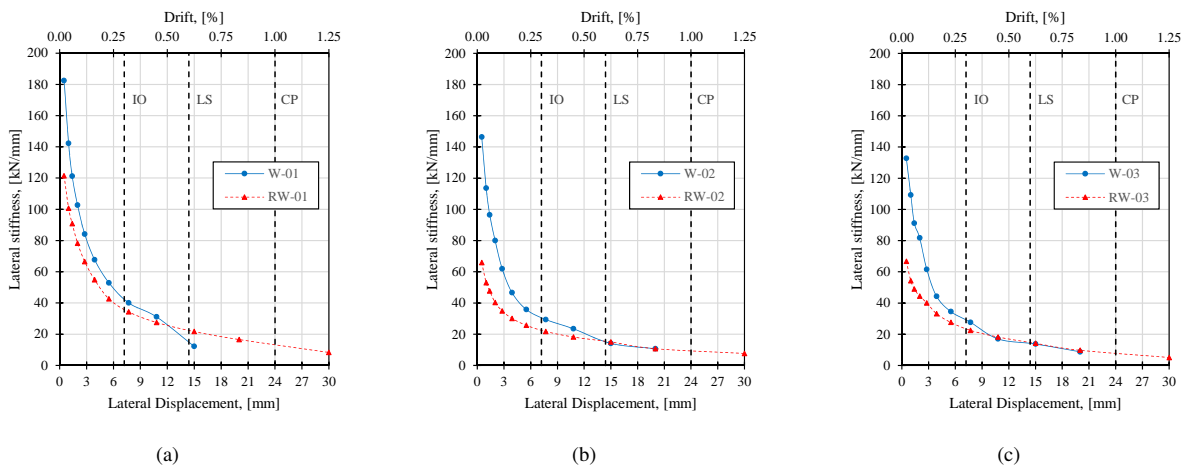 Drift, [%]
0.00 0.25 0.50 0.75 1.00 1.25
200
180
160
140
120
100
80
60
40
20
0
Lateral stiffness, [kN/mm]
IO LS CP
W-01
RW-01
0 3 6 9 12 15 18 21 24 27 30
Lateral Displacement, [mm]
(a)
Drift, [%]
0.00 0.25 0.50 0.75 1.00 1.25
200
180
160
140
120
100
80
60
40
20
0
Lateral stiffness, [kN/mm]
IO LS CP
W-02
RW-02
0 3 6 9 12 15 18 21 24 27 30
Lateral Displacement, [mm]
(b)
Drift, [%]
0.00 0.25 0.50 0.75 1.00 1.25
200
180
160
140
120
100
80
60
40
20
0
Lateral stiffness, [kN/mm]
IO LS CP
W-03
RW-03
0 3 6 9 12 15 18 21 24 27 30
Lateral Displacement, [mm]
(c)